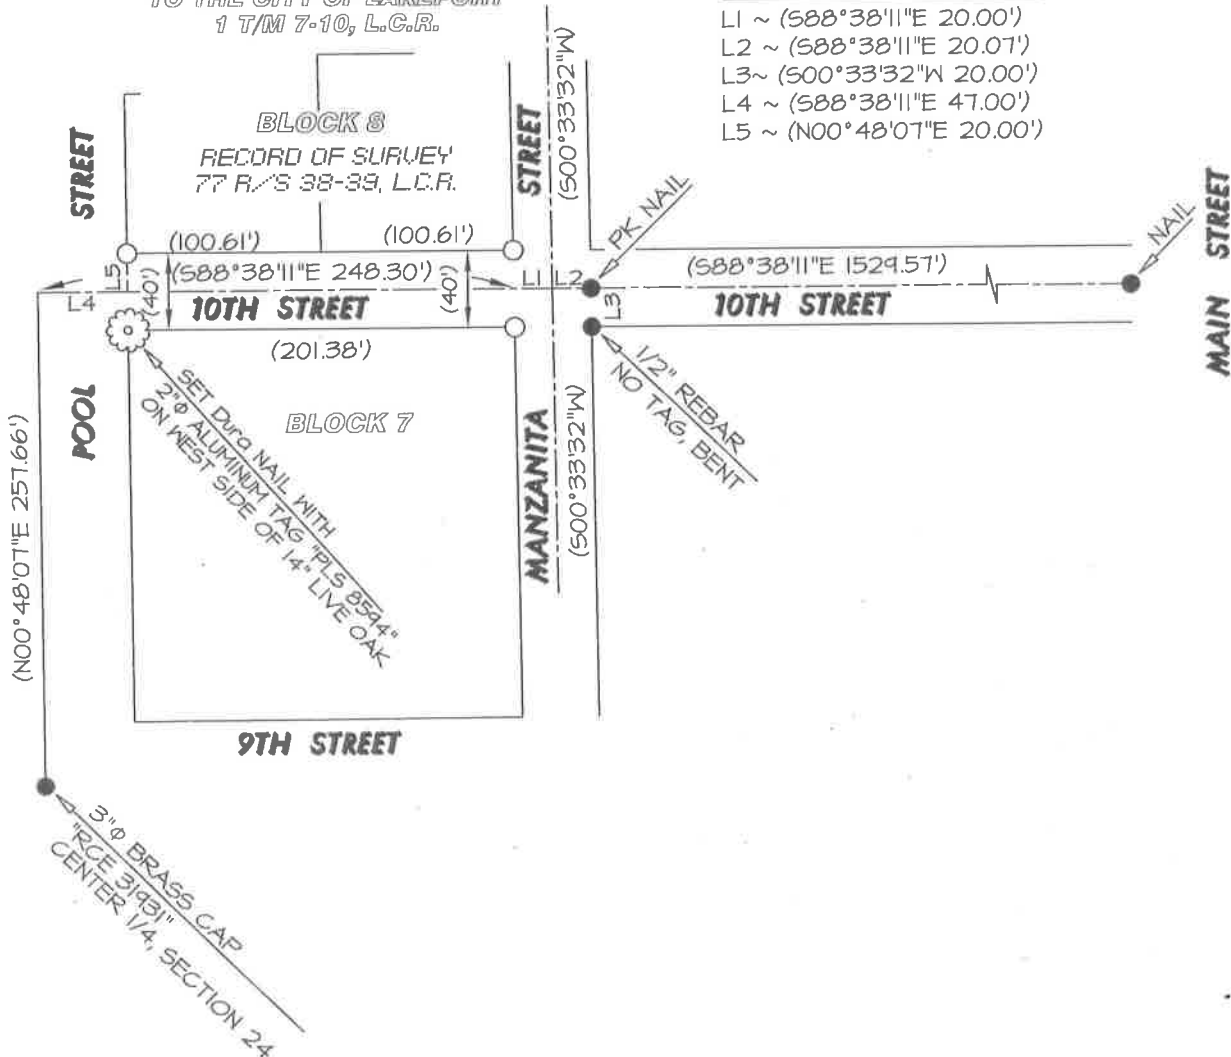 TO THE CITY OF LAKEPORT
1 T/M 7-10, L.C.R.
L1 ~ (S88°38'11"E 20.00')
L2 ~ (S88°38'11"E 20.07')
L3~ (S00°33'32"W 20.00')
L4 ~ (S88°38'11"E 47.00')
L5 ~ (N00°48'07"E 20.00')
BLOCK 8
RECORD OF SURVEY
77 R/S 38-39, L.C.R.
STREET
STREET
(S00°33'32"W)
PK NAIL
NAIL
MAIN STREET
(100.61')
(100.61')
(S88°38'11"E 248.30')
L1
L2
(S88°38'11"E 1529.57')
L5
L4
(40')
(40')
L3
10TH STREET
10TH STREET
(201.38')
1/2" REBAR
NO TAG, BENT
POOL
SET Dura NAIL WITH
2"Φ ALUMINUM TAG "PLS 8594"
ON WEST SIDE OF 14" LIVE OAK
BLOCK 7
MANZANITA
(S00°33'32"W)
(N00°48'07"E 257.66')
9TH STREET
3"Φ BRASS CAP
"RCE 31931"
CENTER 1/4, SECTION 24